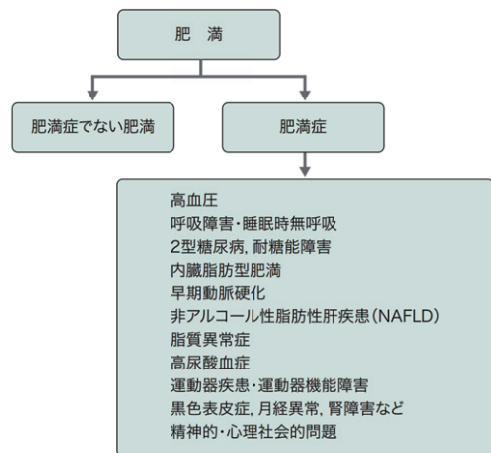 肥 満
肥満症でない肥満
肥満症
高血圧
呼吸障害・睡眠時無呼吸
2型糖尿病, 耐糖能障害
内臓脂肪型肥満
早期動脈硬化
非アルコール性脂肪性肝疾患(NAFLD)
脂質異常症
高尿酸血症
運動器疾患・運動器機能障害
黒色表皮症, 月経異常, 腎障害など
精神的・心理社会的問題